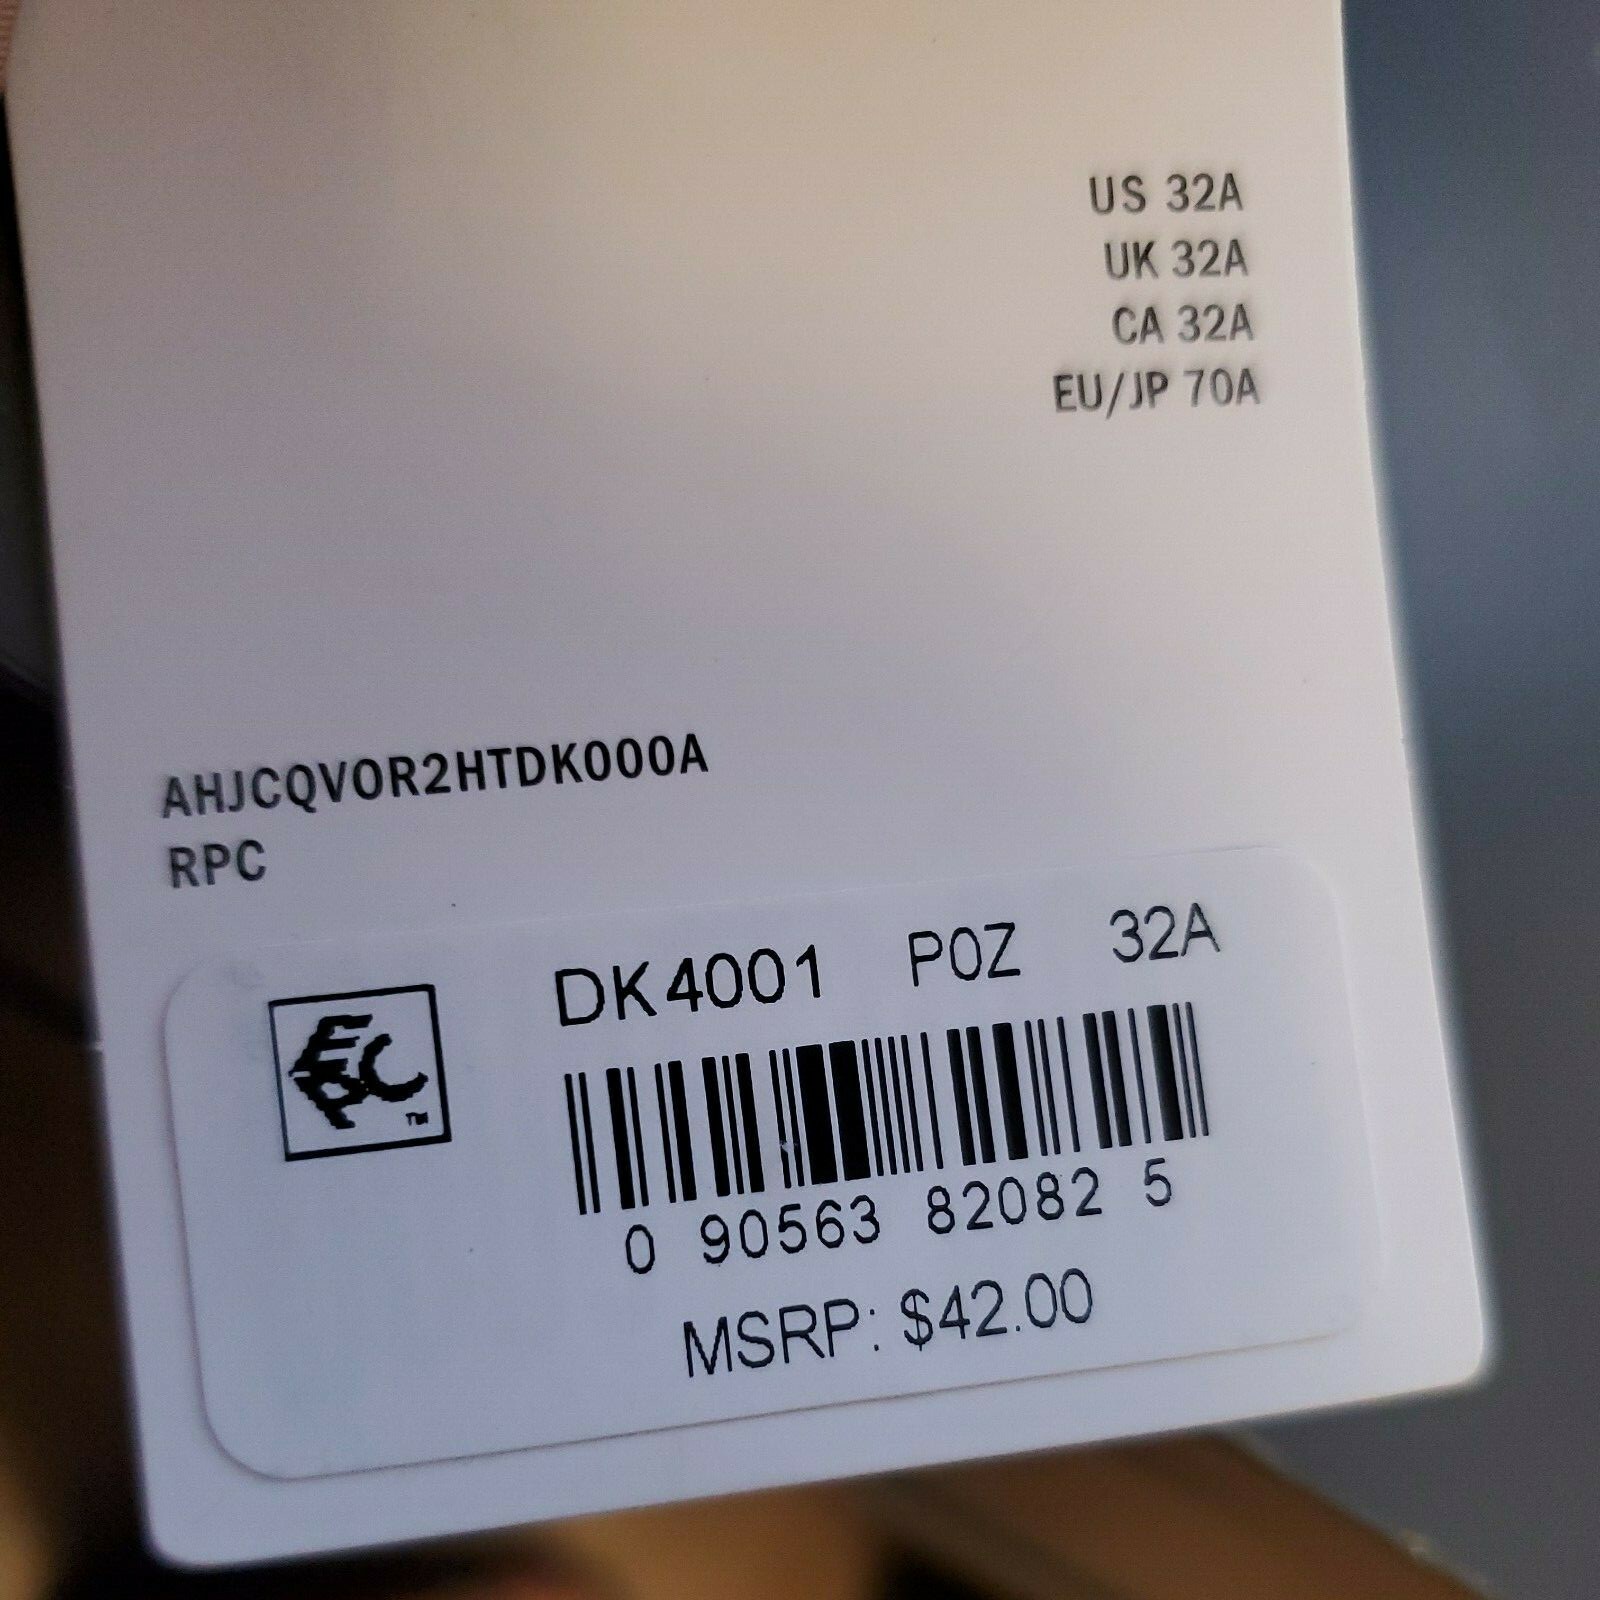 US 32A
UK 32A
CA 32A
EU/JP 70A
AHJCQVOR2HTDK000A
RPC
DK4001 P0Z 32A
EPC™
0 90563 82082 5
MSRP: $42.00